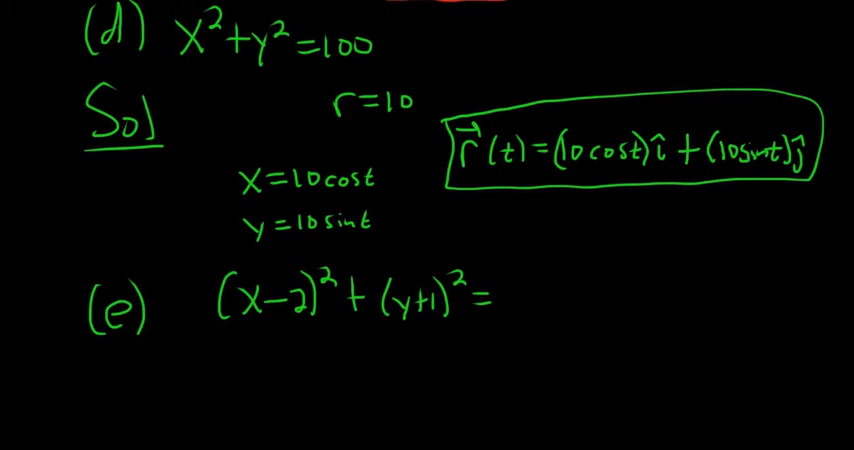 (d) x²+y²=100
Sol
r=10
r⃗(t)=(10cost)î+(10sint)ĵ
x=10cost
y=10sint
(e) (x-2)²+(y+1)²=